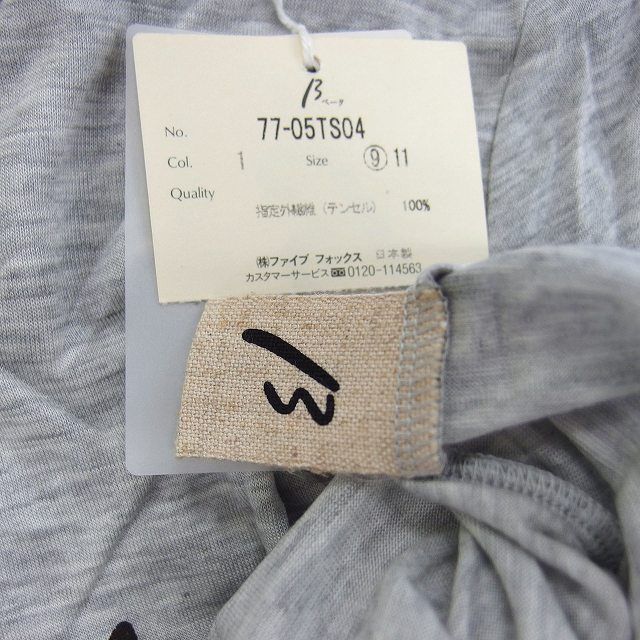 β
ベータ
No. 77-05TS04
Col. 1 Size ⑨ 11
Quality
指定外繊維 (テンセル) 100%
㈱ファイブ フォックス 日本製
カスタマーサービス 0120-114563
β